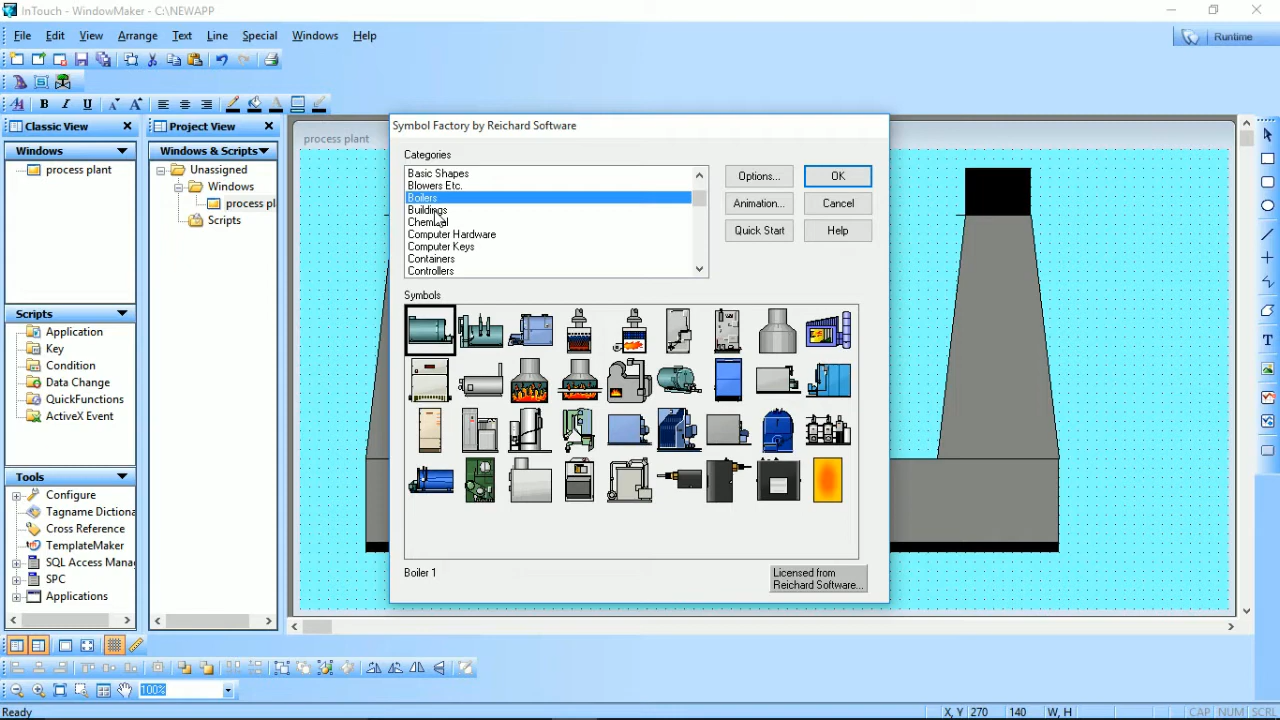 InTouch - WindowMaker - C:\NEWAPP
File Edit View Arrange Text Line Special Windows Help
Runtime
B I U
Classic View
Project View
process plant
Windows
process plant
Windows & Scripts
Unassigned
Windows
process pl
Scripts
Scripts
Application
Key
Condition
Data Change
QuickFunctions
ActiveX Event
Tools
Configure
Tagname Dictiona
Cross Reference
TemplateMaker
SQL Access Mana
SPC
Applications
Symbol Factory by Reichard Software
Categories
Basic Shapes
Blowers Etc.
Boilers
Buildings
Chemical
Computer Hardware
Computer Keys
Containers
Controllers
Options...
OK
Animation...
Cancel
Quick Start
Help
Symbols
Boiler 1
Licensed from
Reichard Software...
T
100%
Ready
X, Y 270 140 W, H
CAP NUM SCRL